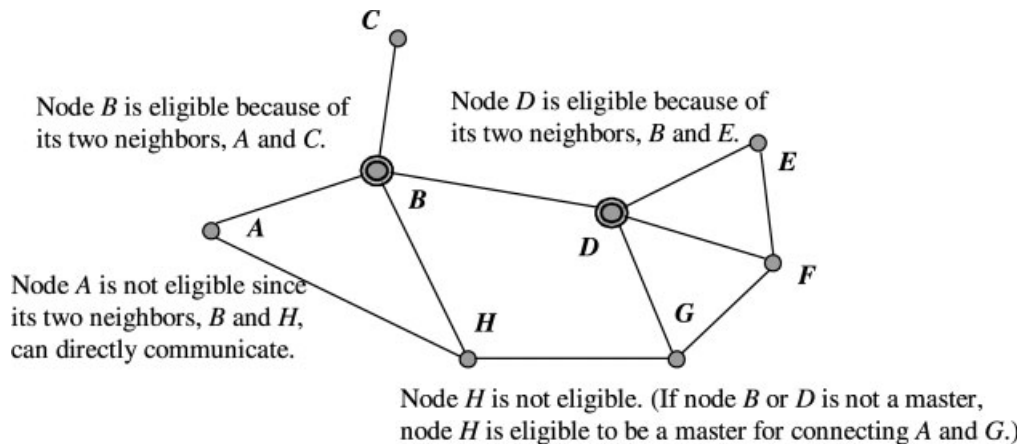 C
Node B is eligible because of
its two neighbors, A and C.
Node D is eligible because of
its two neighbors, B and E.
E
B
A
D
F
Node A is not eligible since
its two neighbors, B and H,
can directly communicate.
H
G
Node H is not eligible. (If node B or D is not a master,
node H is eligible to be a master for connecting A and G.)